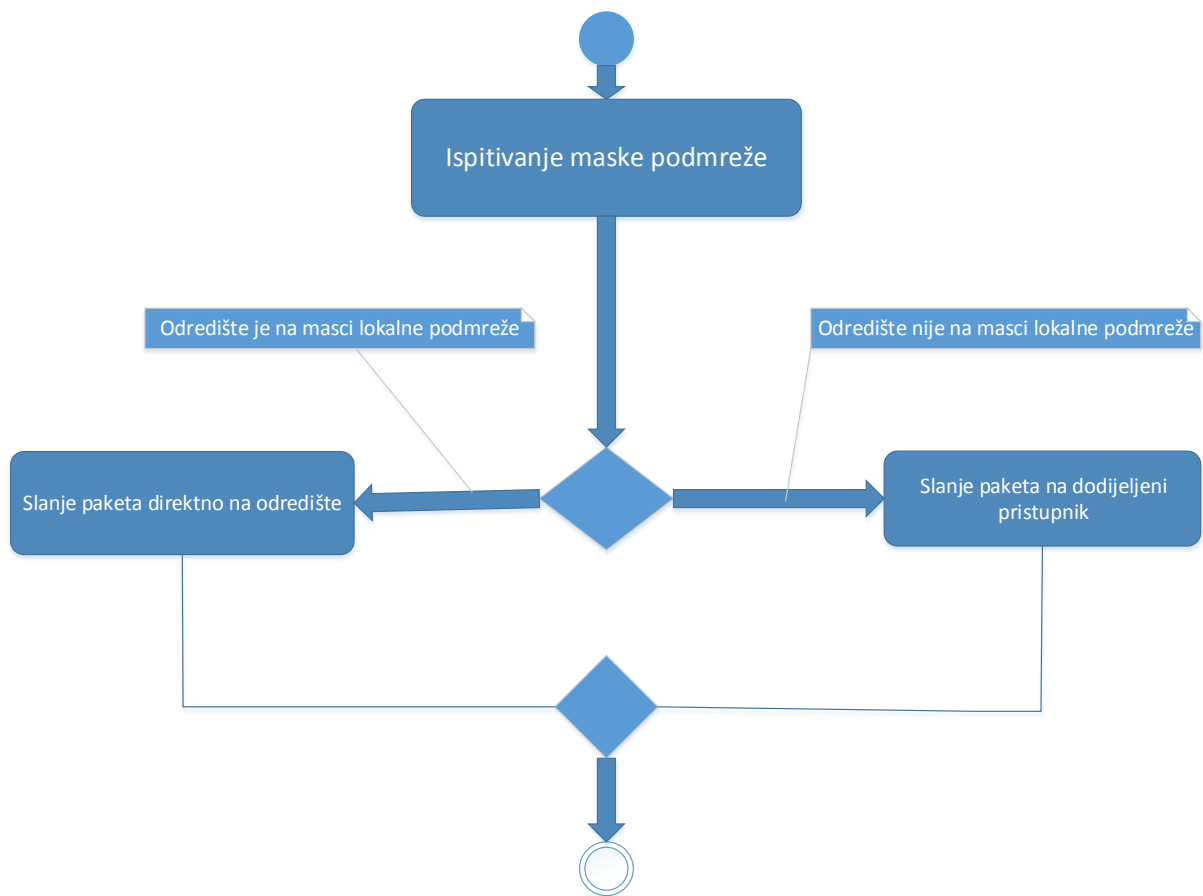 Ispitivanje maske podmreže
Odredište je na masci lokalne podmreže
Odredište nije na masci lokalne podmreže
Slanje paketa direktno na odredište
Slanje paketa na dodijeljeni
pristupnik